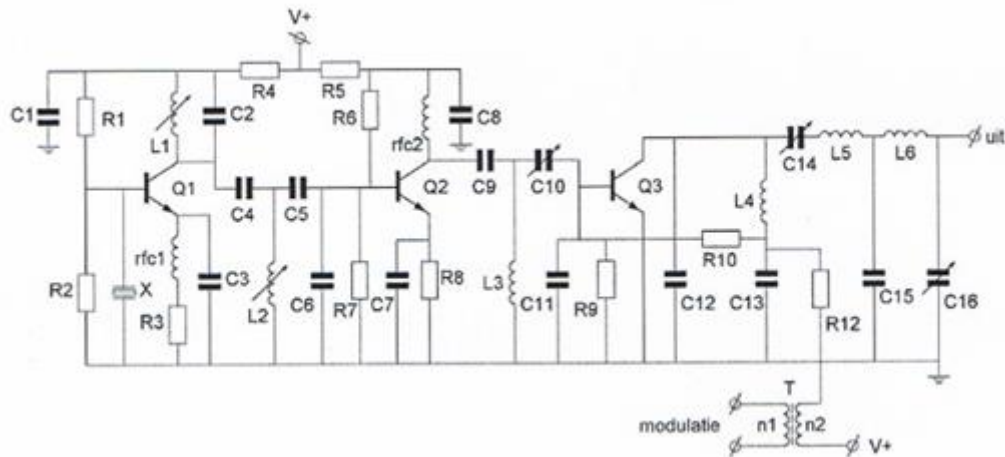 V+
C1
R1
L1
C2
R4
R5
R6
rfc2
C8
Q1
C4
C5
Q2
C9
C10
Q3
C14
L5
L6
uit
R2
X
rfc1
R3
C3
L2
C6
R7
C7
R8
L3
C11
R9
C12
R10
L4
C13
R12
C15
C16
T
modulatie
n1
n2
V+